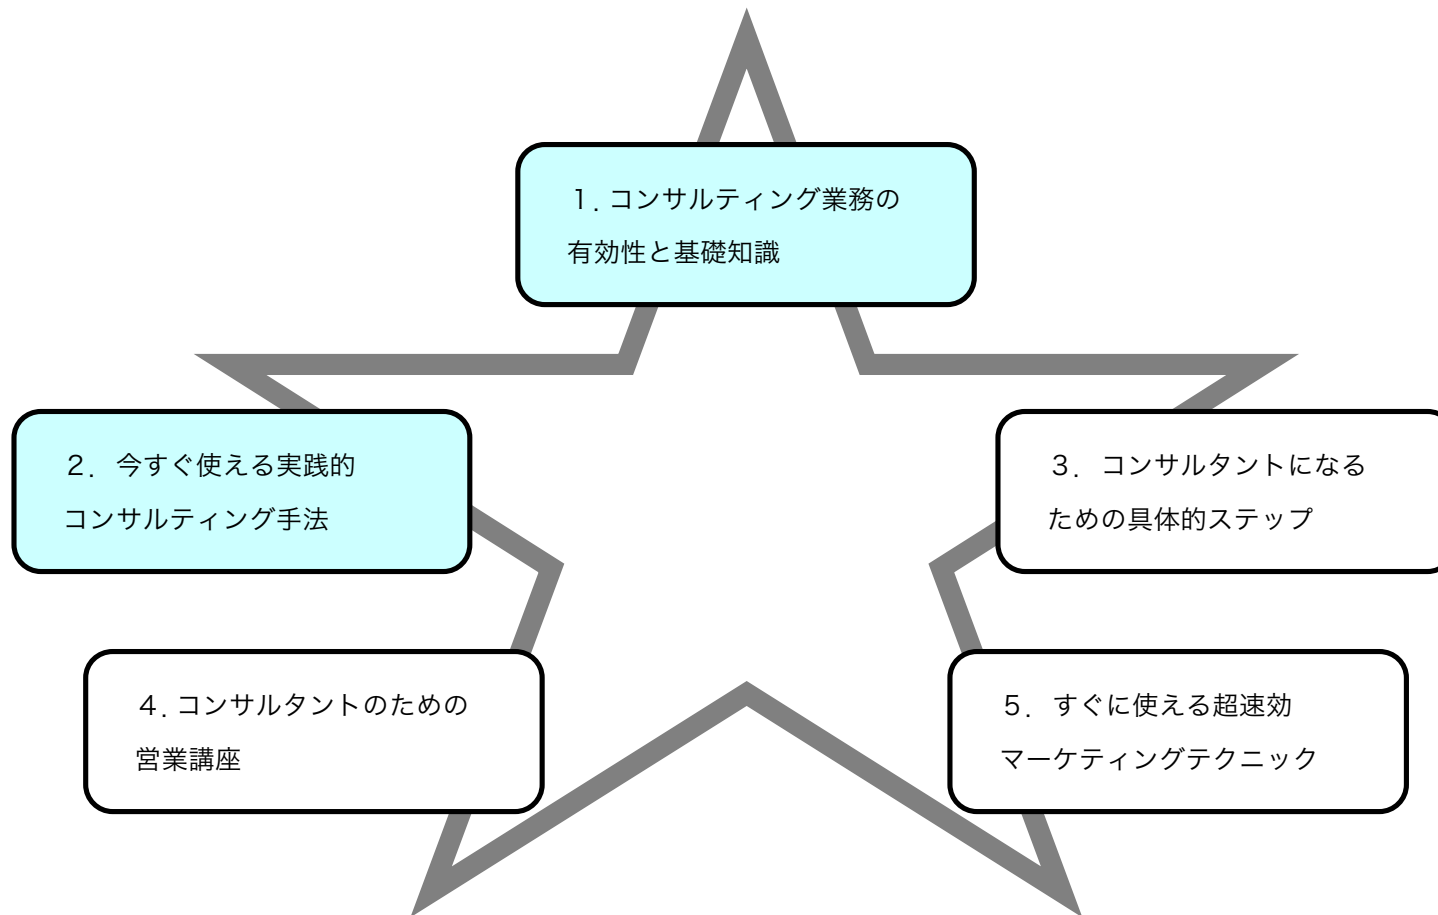 １. コンサルティング業務の
有効性と基礎知識
２.　今すぐ使える実践的
コンサルティング手法
３.　コンサルタントになる
ための具体的ステップ
４. コンサルタントのための
営業講座
５.　すぐに使える超速効
マーケティングテクニック